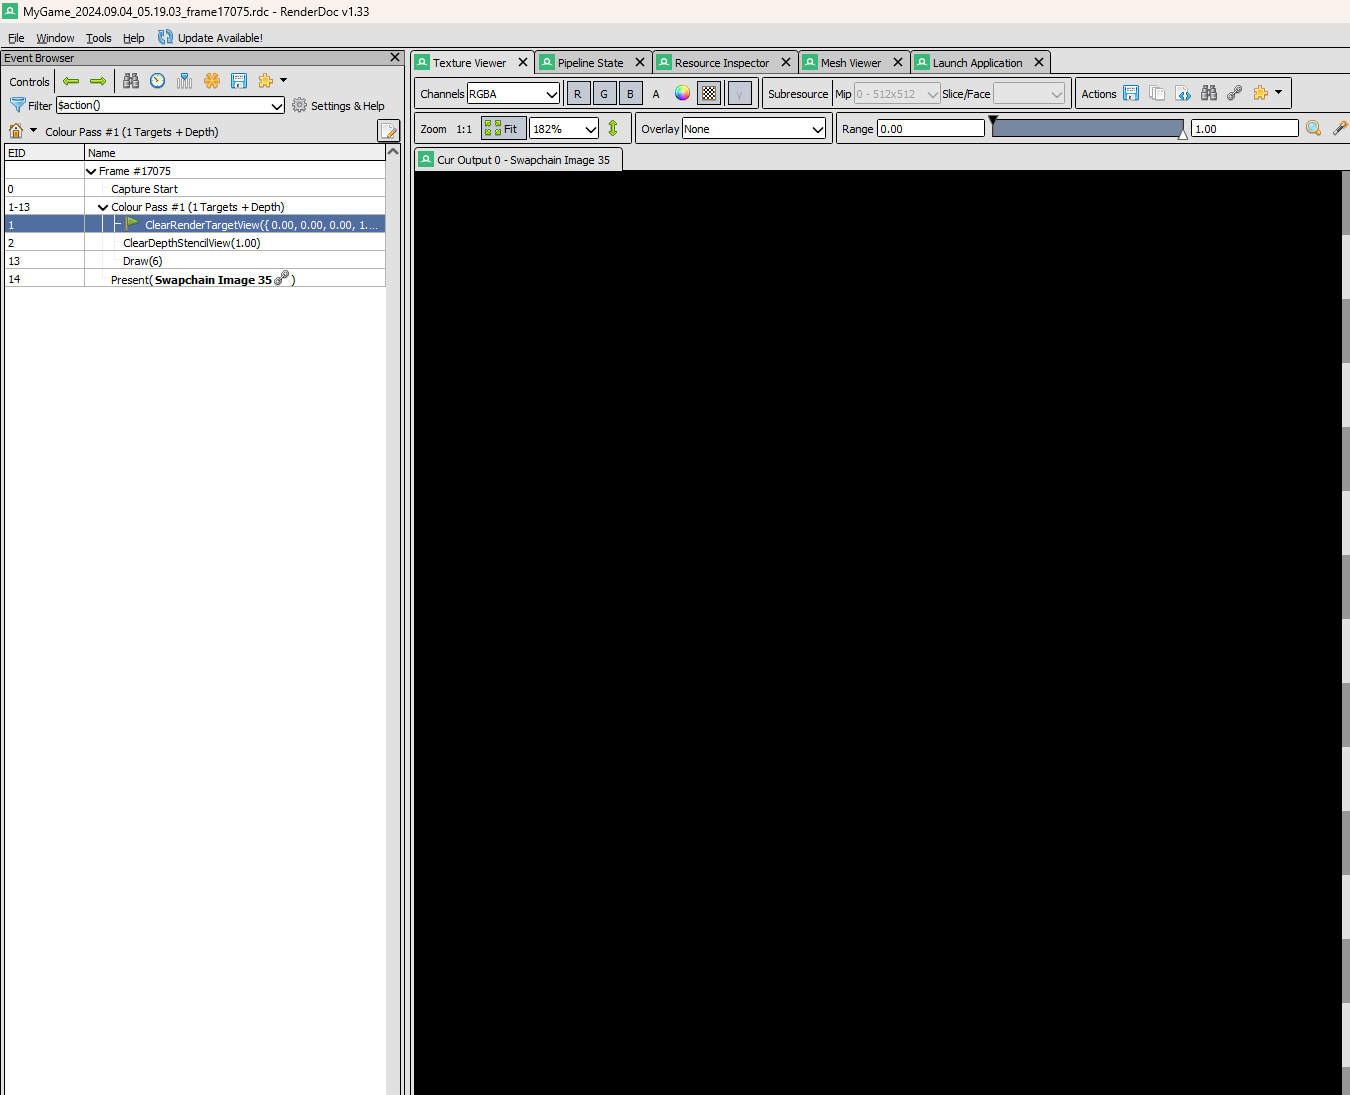 MyGame_2024.09.04_05.19.03_frame17075.rdc - RenderDoc v1.33
File Window Tools Help Update Available!
Event Browser
Controls
Filter $action() Settings & Help
Colour Pass #1 (1 Targets + Depth)
EID Name
Frame #17075
0 Capture Start
1-13 Colour Pass #1 (1 Targets + Depth)
1 ClearRenderTargetView({ 0.00, 0.00, 0.00, 1....
2 ClearDepthStencilView(1.00)
13 Draw(6)
14 Present( Swapchain Image 35 )
Texture Viewer Pipeline State Resource Inspector Mesh Viewer Launch Application
Channels RGBA R G B A γ Subresource Mip 0 - 512x512 Slice/Face Actions
Zoom 1:1 Fit 182% Overlay None Range 0.00 1.00
Cur Output 0 - Swapchain Image 35